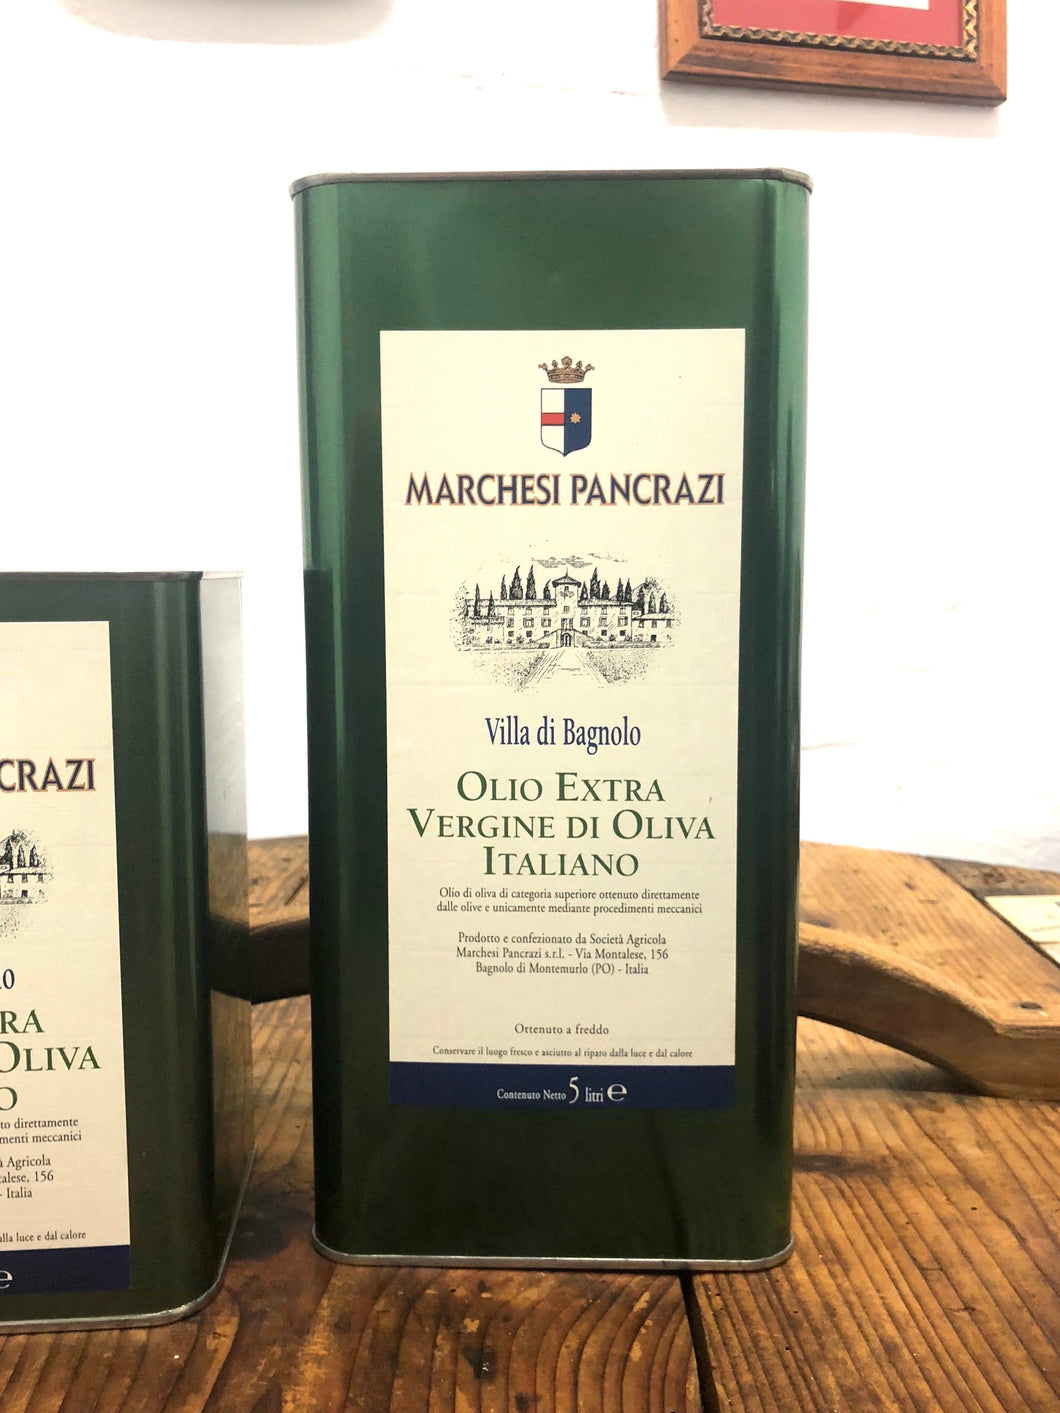 MARCHESI PANCRAZI
Villa di Bagnolo
OLIO EXTRA
VERGINE DI OLIVA
ITALIANO
Olio di oliva di categoria superiore ottenuto direttamente
dalle olive e unicamente mediante procedimenti meccanici
Prodotto e confezionato da Società Agricola
Marchesi Pancrazi s.r.l. - Via Montalese, 156
Bagnolo di Montemurlo (PO) - Italia
Ottenuto a freddo
Conservare il luogo fresco e asciutto al riparo dalla luce e dal calore
Contenuto Netto 5 litri ℮
CRAZI
RA
OLIVA
O
to direttamente
menti meccanici
à Agricola
alese, 156
- Italia
alla luce e dal calore
℮